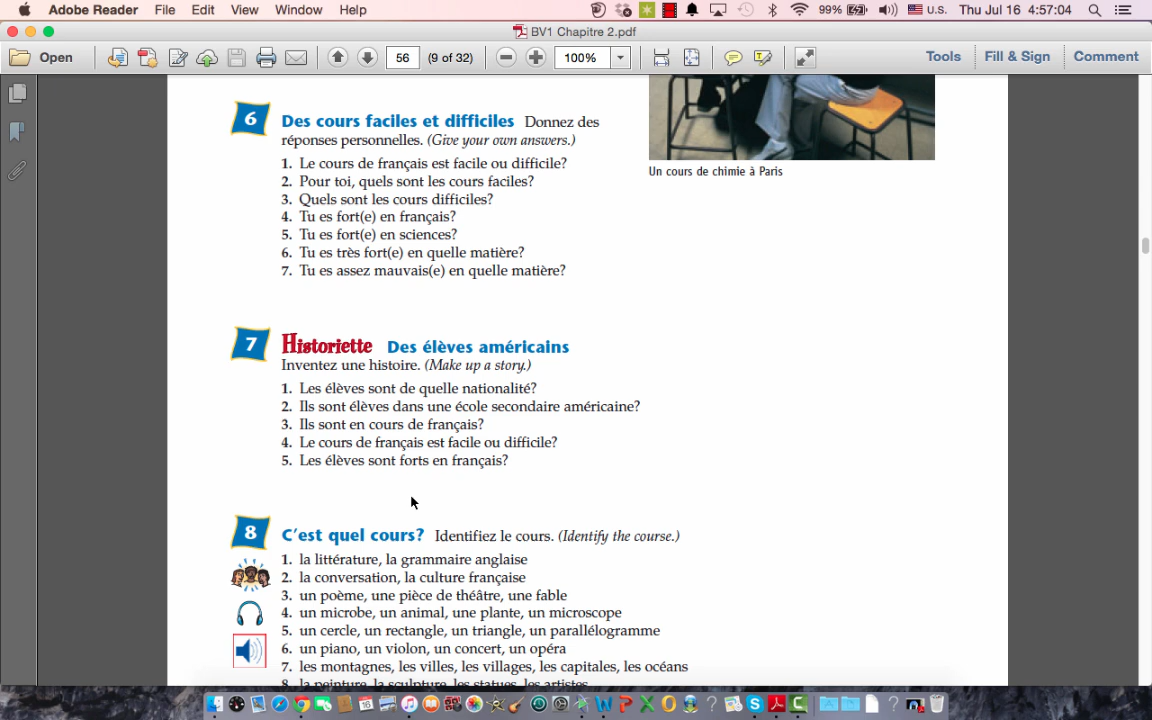 Adobe Reader File Edit View Window Help 99% U.S. Thu Jul 16 4:57:04
BV1 Chapitre 2.pdf
Open 56 (9 of 32) 100% Tools Fill & Sign Comment
6 Des cours faciles et difficiles Donnez des
réponses personnelles. (Give your own answers.)
1. Le cours de français est facile ou difficile?
2. Pour toi, quels sont les cours faciles?
3. Quels sont les cours difficiles?
4. Tu es fort(e) en français?
5. Tu es fort(e) en sciences?
6. Tu es très fort(e) en quelle matière?
7. Tu es assez mauvais(e) en quelle matière?
Un cours de chimie à Paris
7 Historiette Des élèves américains
Inventez une histoire. (Make up a story.)
1. Les élèves sont de quelle nationalité?
2. Ils sont élèves dans une école secondaire américaine?
3. Ils sont en cours de français?
4. Le cours de français est facile ou difficile?
5. Les élèves sont forts en français?
8 C'est quel cours? Identifiez le cours. (Identify the course.)
1. la littérature, la grammaire anglaise
2. la conversation, la culture française
3. un poème, une pièce de théâtre, une fable
4. un microbe, un animal, une plante, un microscope
5. un cercle, un rectangle, un triangle, un parallélogramme
6. un piano, un violon, un concert, un opéra
7. les montagnes, les villes, les villages, les capitales, les océans
8. la peinture, la sculpture, les statues, les artistes